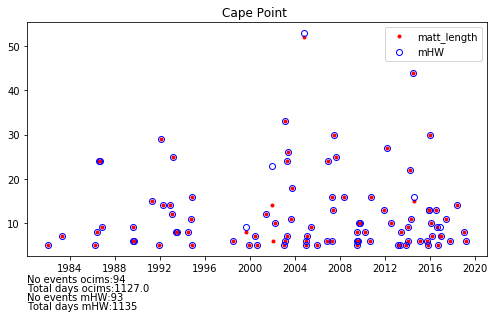 Cape Point
matt_length
mHW
50
40
30
20
10
1984 1988 1992 1996 2000 2004 2008 2012 2016 2020
No events ocims:94
Total days ocims:1127.0
No events mHW:93
Total days mHW:1135